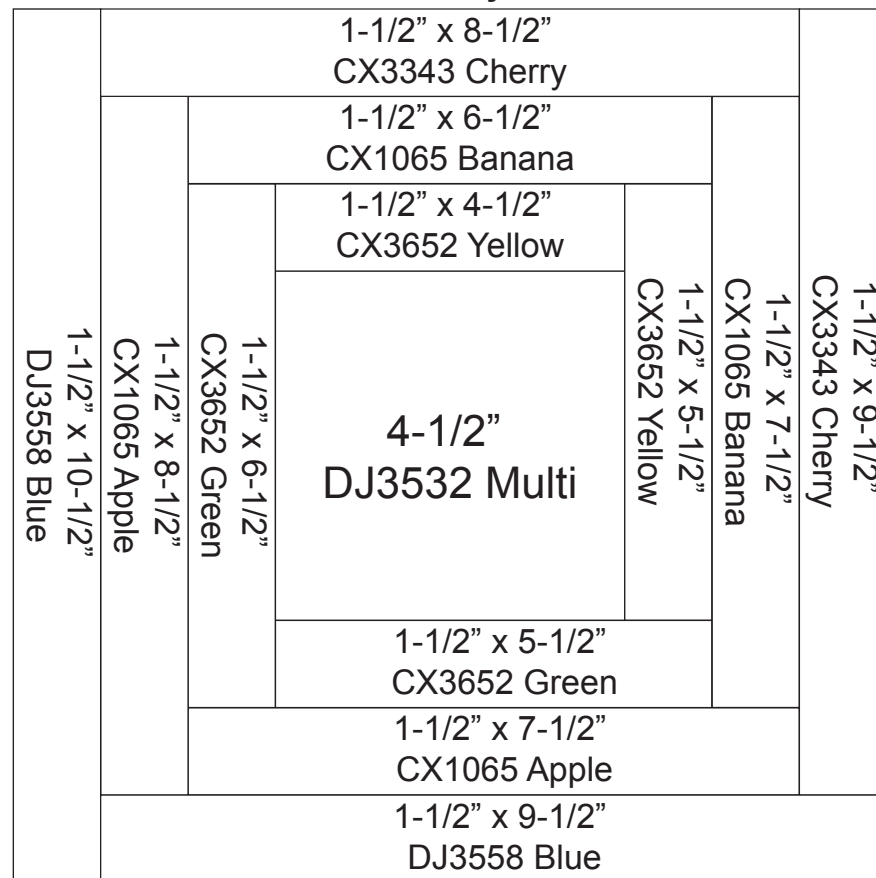 1-1/2” x 8-1/2”
CX3343 Cherry
1-1/2” x 6-1/2”
CX1065 Banana
1-1/2” x 4-1/2”
CX3652 Yellow
1-1/2” x 10-1/2”
DJ3558 Blue
1-1/2” x 8-1/2”
CX1065 Apple
1-1/2” x 6-1/2”
CX3652 Green
4-1/2”
DJ3532 Multi
1-1/2” x 5-1/2”
CX3652 Yellow
1-1/2” x 7-1/2”
CX1065 Banana
1-1/2” x 9-1/2”
CX3343 Cherry
1-1/2” x 5-1/2”
CX3652 Green
1-1/2” x 7-1/2”
CX1065 Apple
1-1/2” x 9-1/2”
DJ3558 Blue